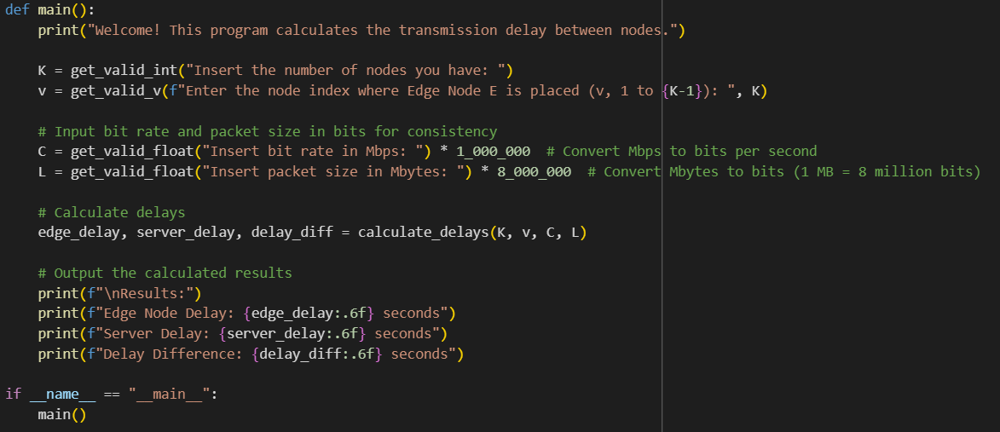 def main():
    print("Welcome! This program calculates the transmission delay between nodes.")
    K = get_valid_int("Insert the number of nodes you have: ")
    v = get_valid_v(f"Enter the node index where Edge Node E is placed (v, 1 to {K-1}): ", K)
    # Input bit rate and packet size in bits for consistency
    C = get_valid_float("Insert bit rate in Mbps: ") * 1_000_000  # Convert Mbps to bits per second
    L = get_valid_float("Insert packet size in Mbytes: ") * 8_000_000  # Convert Mbytes to bits (1 MB = 8 million bits)
    # Calculate delays
    edge_delay, server_delay, delay_diff = calculate_delays(K, v, C, L)
    # Output the calculated results
    print(f"\nResults:")
    print(f"Edge Node Delay: {edge_delay:.6f} seconds")
    print(f"Server Delay: {server_delay:.6f} seconds")
    print(f"Delay Difference: {delay_diff:.6f} seconds")
if __name__ == "__main__":
    main()